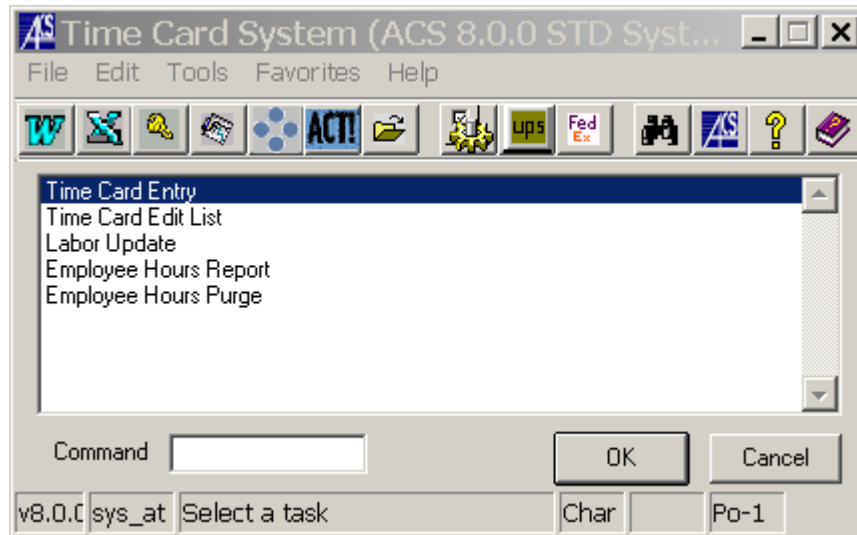 ACS Time Card System (ACS 8.0.0 STD Syst...
File Edit Tools Favorites Help
W X ACT! ups Fed Ex ACS ?
Time Card Entry
Time Card Edit List
Labor Update
Employee Hours Report
Employee Hours Purge
Command OK Cancel
v8.0.0 sys_at Select a task Char Po-1